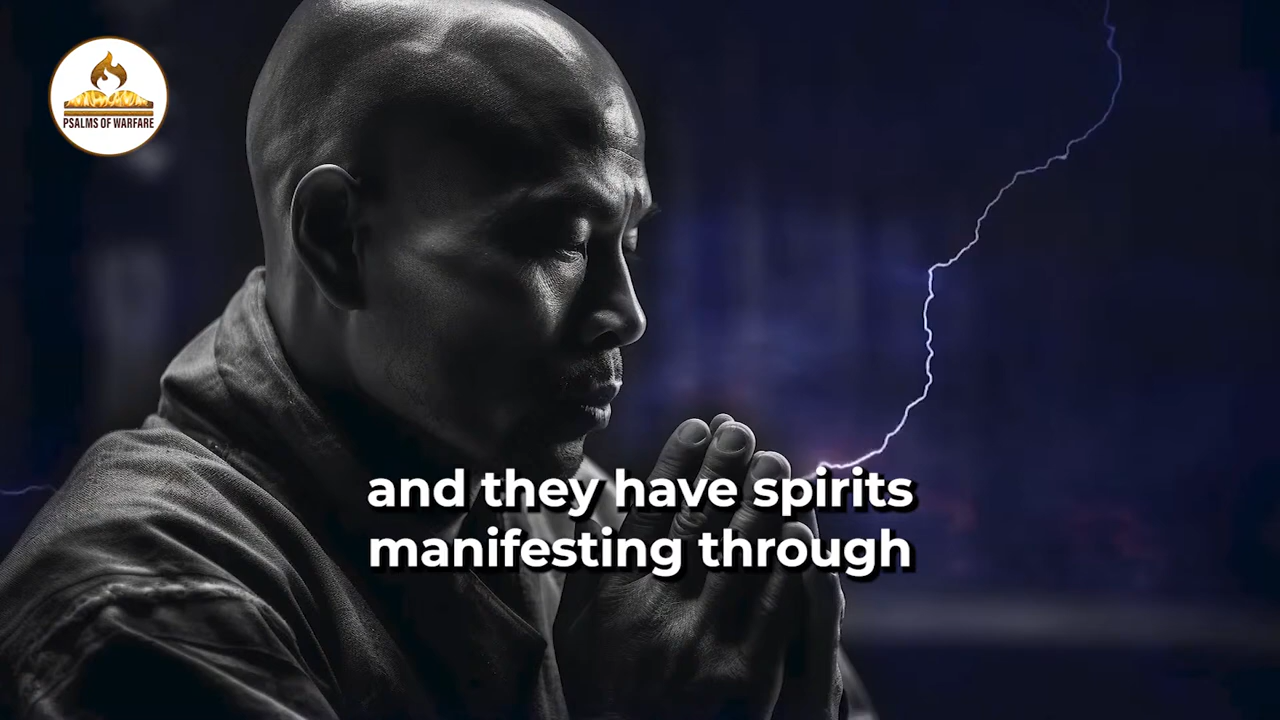 PSALMS OF WARFARE
and they have spirits
manifesting through